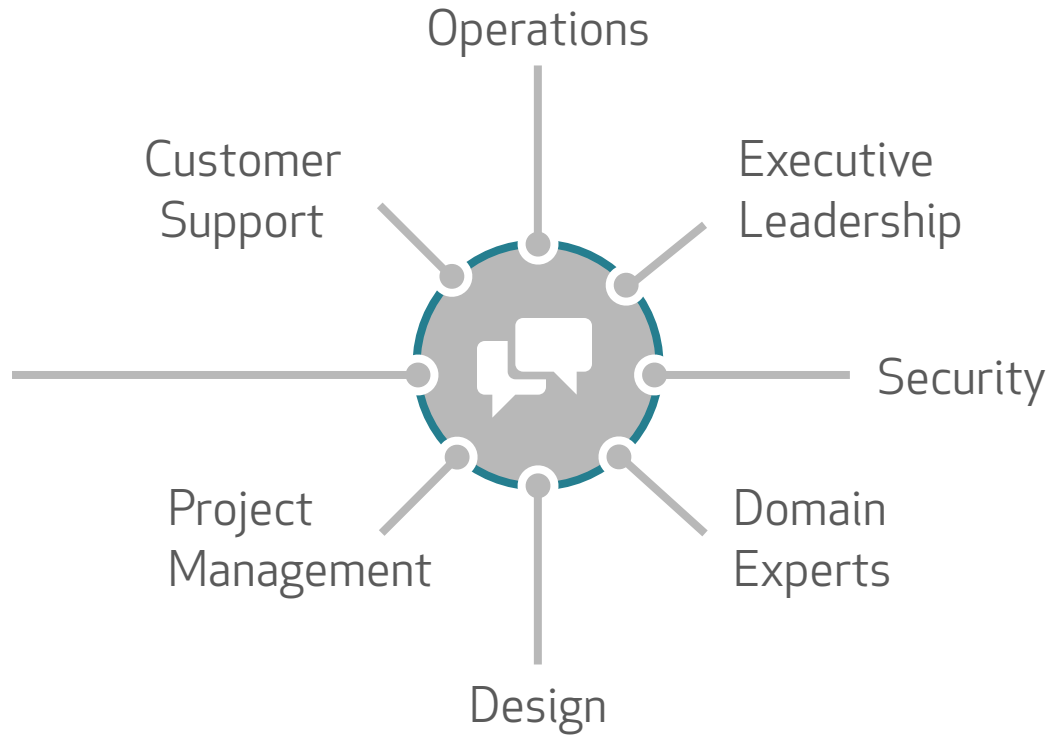 Operations
Customer
Support
Executive
Leadership
Security
Project
Management
Domain
Experts
Design